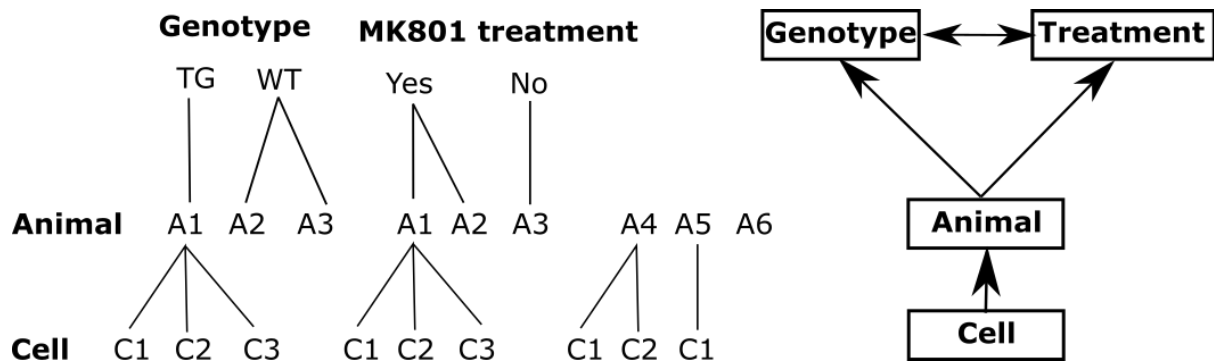 Genotype MK801 treatment
TG WT Yes No
Animal A1 A2 A3 A1 A2 A3 A4 A5 A6
Cell C1 C2 C3 C1 C2 C3 C1 C2 C1
Genotype Treatment
Animal
Cell